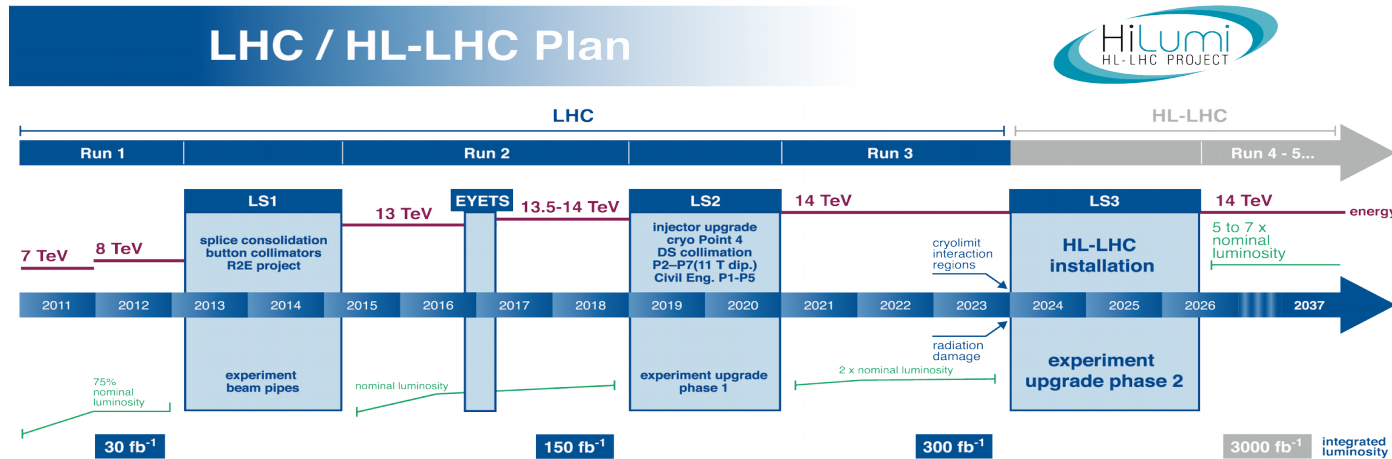 LHC / HL-LHC Plan
HiLumi
HL-LHC PROJECT
LHC
HL-LHC
Run 1
Run 2
Run 3
Run 4 - 5...
LS1
EYETS
LS2
LS3
7 TeV
8 TeV
13 TeV
13.5-14 TeV
14 TeV
14 TeV
energy
splice consolidation
button collimators
R2E project
injector upgrade
cryo Point 4
DS collimation
P2–P7(11 T dip.)
Civil Eng. P1-P5
cryolimit
interaction
regions
HL-LHC
installation
5 to 7 x
nominal
luminosity
2011
2012
2013
2014
2015
2016
2017
2018
2019
2020
2021
2022
2023
2024
2025
2026
2037
75%
nominal
luminosity
experiment
beam pipes
nominal luminosity
experiment upgrade
phase 1
2 x nominal luminosity
radiation
damage
experiment
upgrade phase 2
30 fb-1
150 fb-1
300 fb-1
3000 fb-1
integrated
luminosity